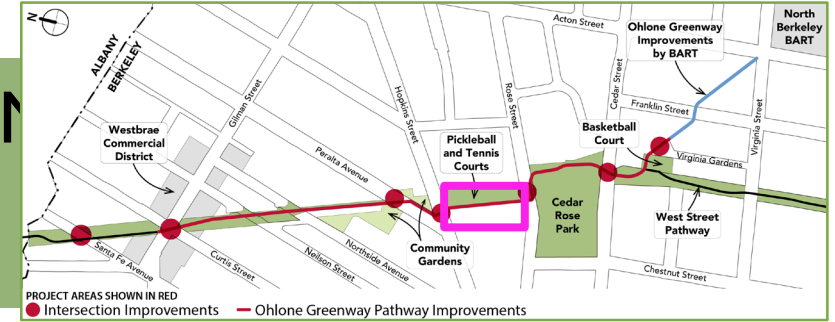 N
N
Acton Street
North
Berkeley
BART
Ohlone Greenway
Improvements
by BART
ALBANY
BERKELEY
Gilman Street
Hopkins Street
Rose Street
Cedar Street
Franklin Street
Virginia Street
Westbrae
Commercial
District
Pickleball
and Tennis
Courts
Basketball
Court
Peralta Avenue
Virginia Gardens
Cedar
Rose
Park
West Street
Pathway
Community
Gardens
Santa Fe Avenue
Curtis Street
Neilson Street
Northside Avenue
Chestnut Street
PROJECT AREAS SHOWN IN RED
Intersection Improvements
Ohlone Greenway Pathway Improvements